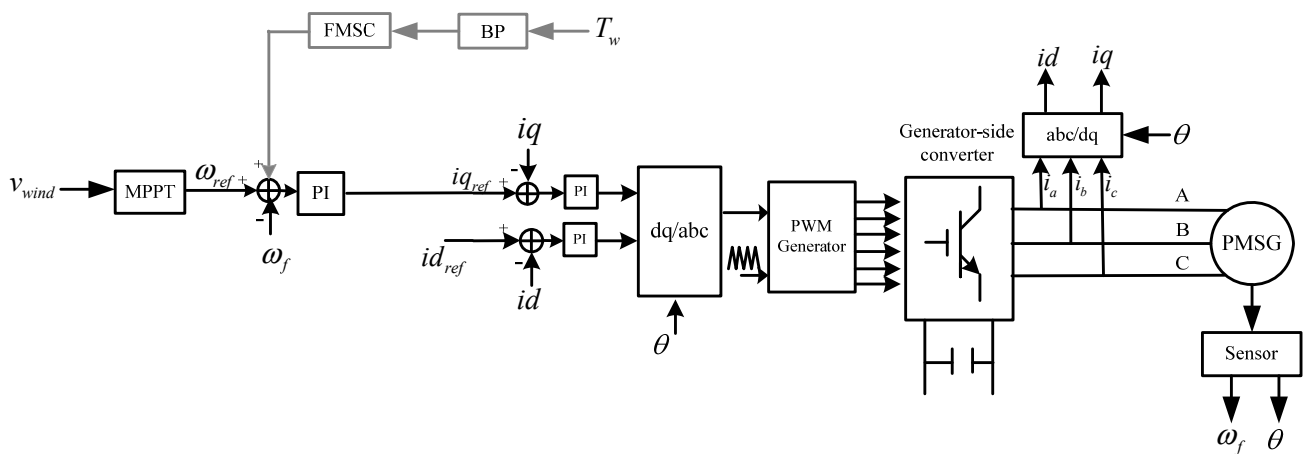 FMSC
BP
T_w
id
iq
abc/dq
θ
Generator-side
converter
iq
v_wind
MPPT
ω_ref
+
+
-
PI
iq_ref
+
-
PI
i_a
i_b
i_c
A
B
C
dq/abc
PWM
Generator
PMSG
ω_f
id_ref
+
-
PI
id
θ
Sensor
ω_f
θ